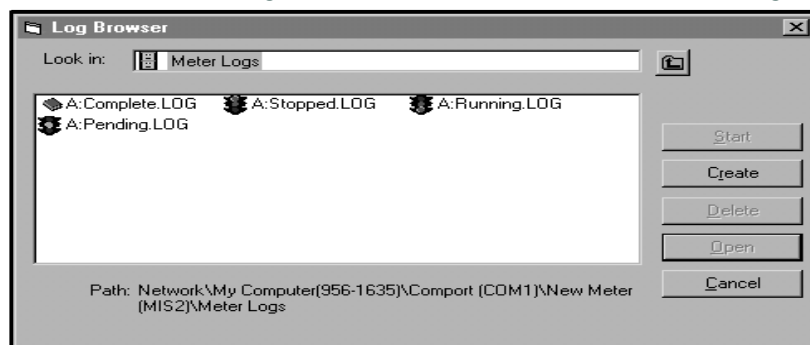 Log Browser
Look in: Meter Logs
A:Complete.LOG A:Stopped.LOG A:Running.LOG
A:Pending.LOG
Start
Create
Delete
Open
Cancel
Path: Network\My Computer(956-1635)\Comport (COM1)\New Meter
(MIS2)\Meter Logs